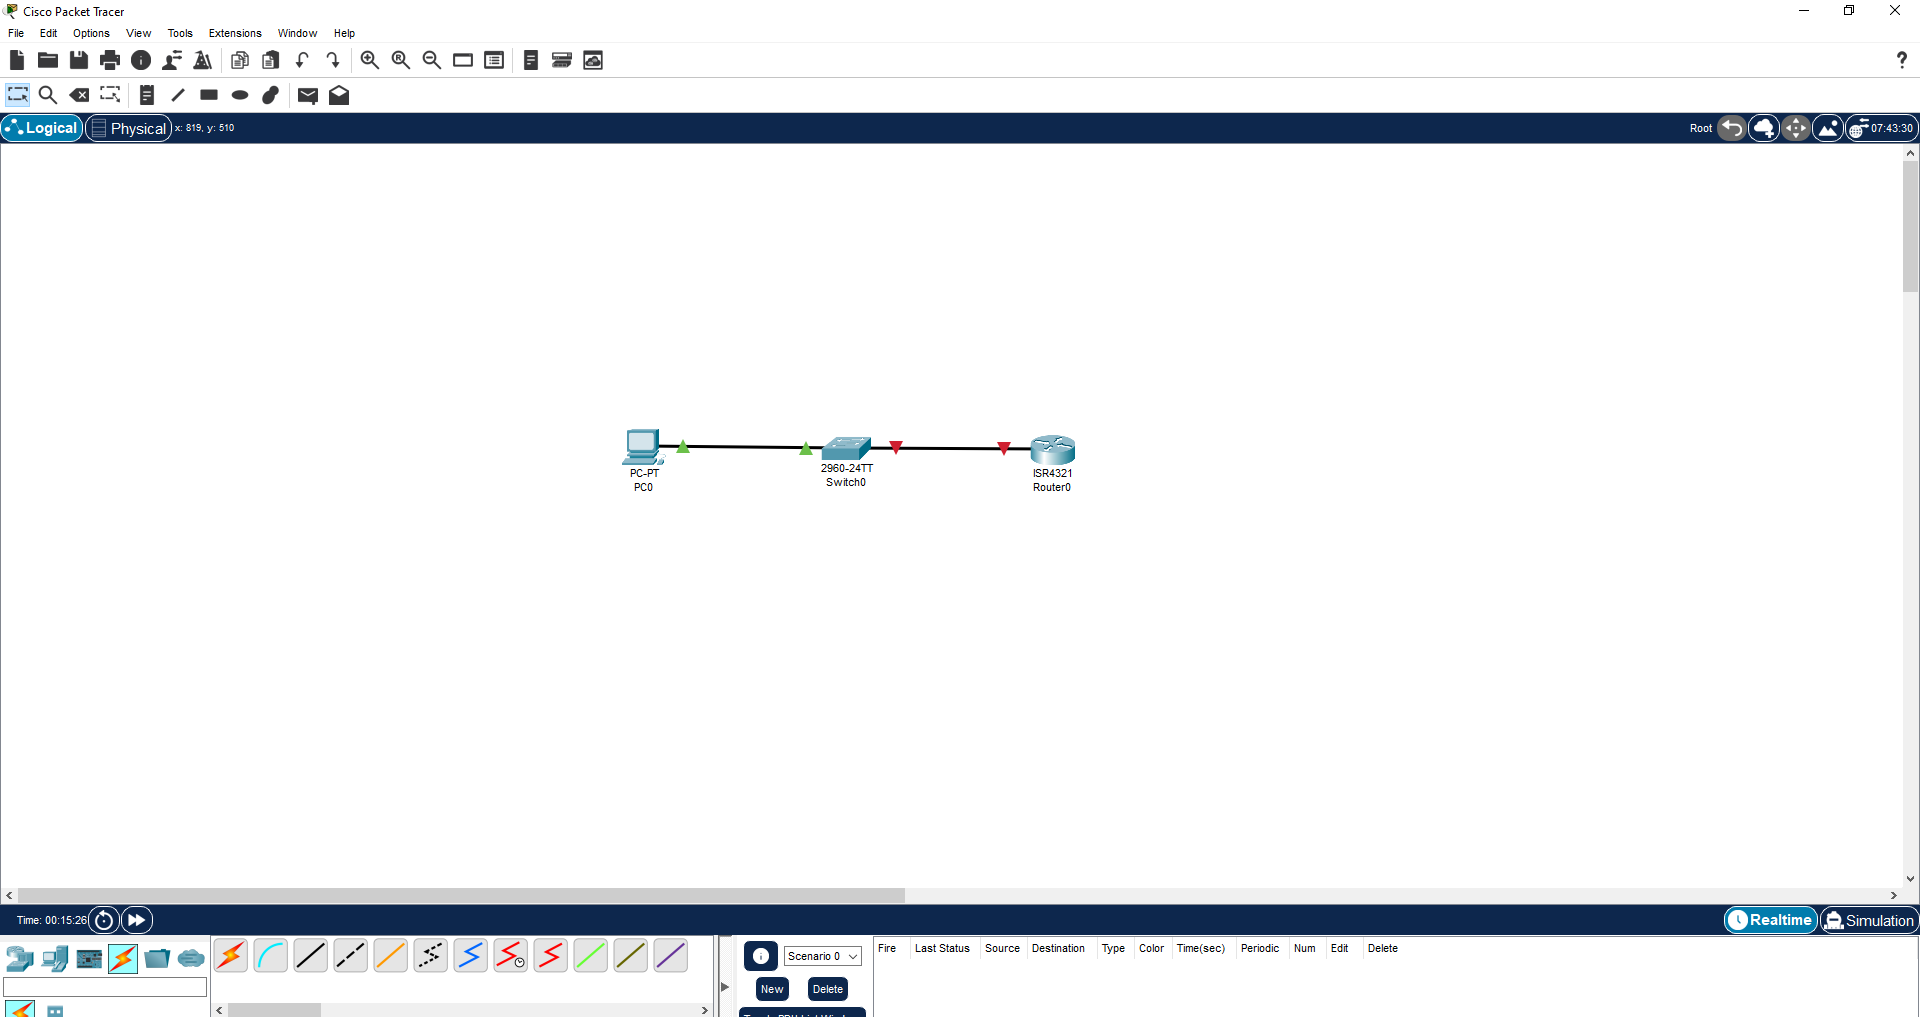 Cisco Packet Tracer
File Edit Options View Tools Extensions Window Help
?
Logical Physical x: 819, y: 510 Root 07:43:30
PC-PT
PC0
2960-24TT
Switch0
ISR4321
Router0
Time: 00:15:26 Realtime Simulation
Scenario 0 Fire Last Status Source Destination Type Color Time(sec) Periodic Num Edit Delete
New Delete